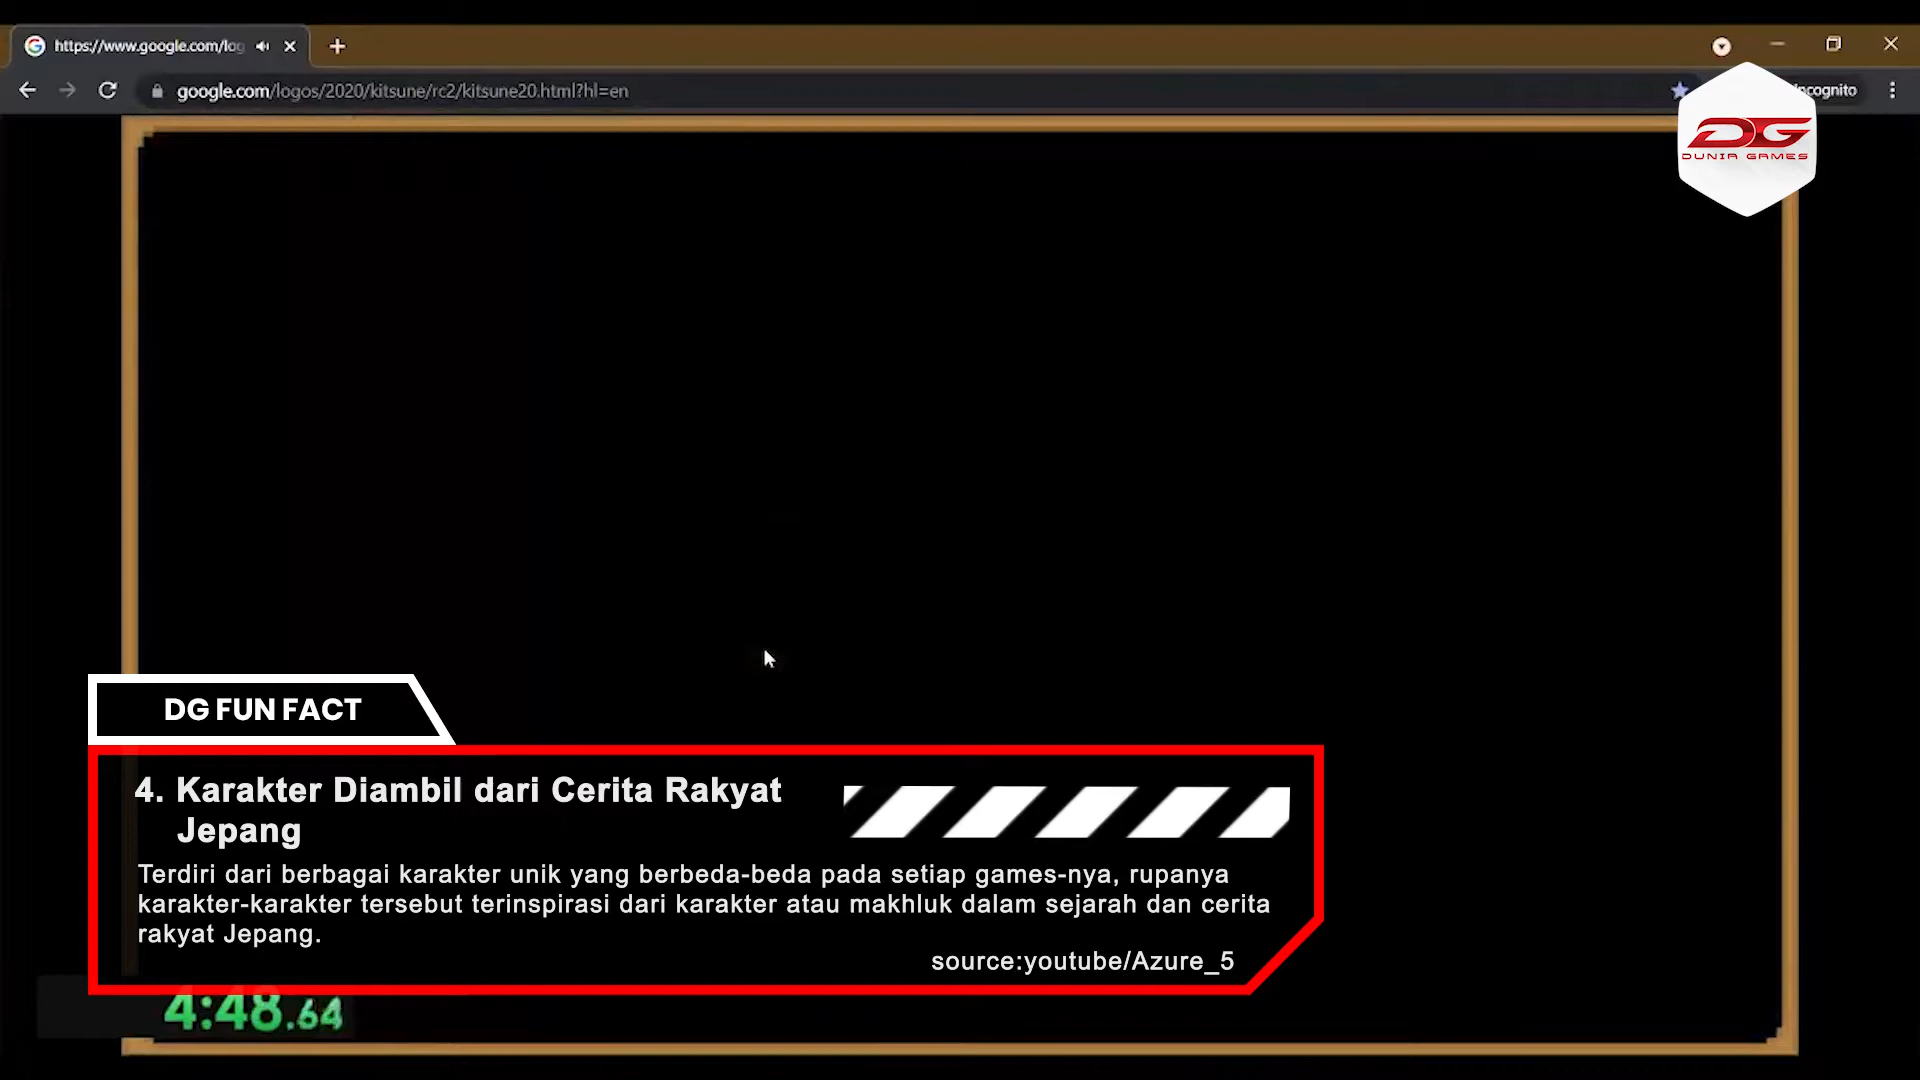 https://www.google.com/log
google.com/logos/2020/kitsune/rc2/kitsune20.html?hl=en
Incognito
DG
DUNIA GAMES
DG FUN FACT
4. Karakter Diambil dari Cerita Rakyat
Jepang
Terdiri dari berbagai karakter unik yang berbeda-beda pada setiap games-nya, rupanya
karakter-karakter tersebut terinspirasi dari karakter atau makhluk dalam sejarah dan cerita
rakyat Jepang.
source:youtube/Azure_5
4:48.64